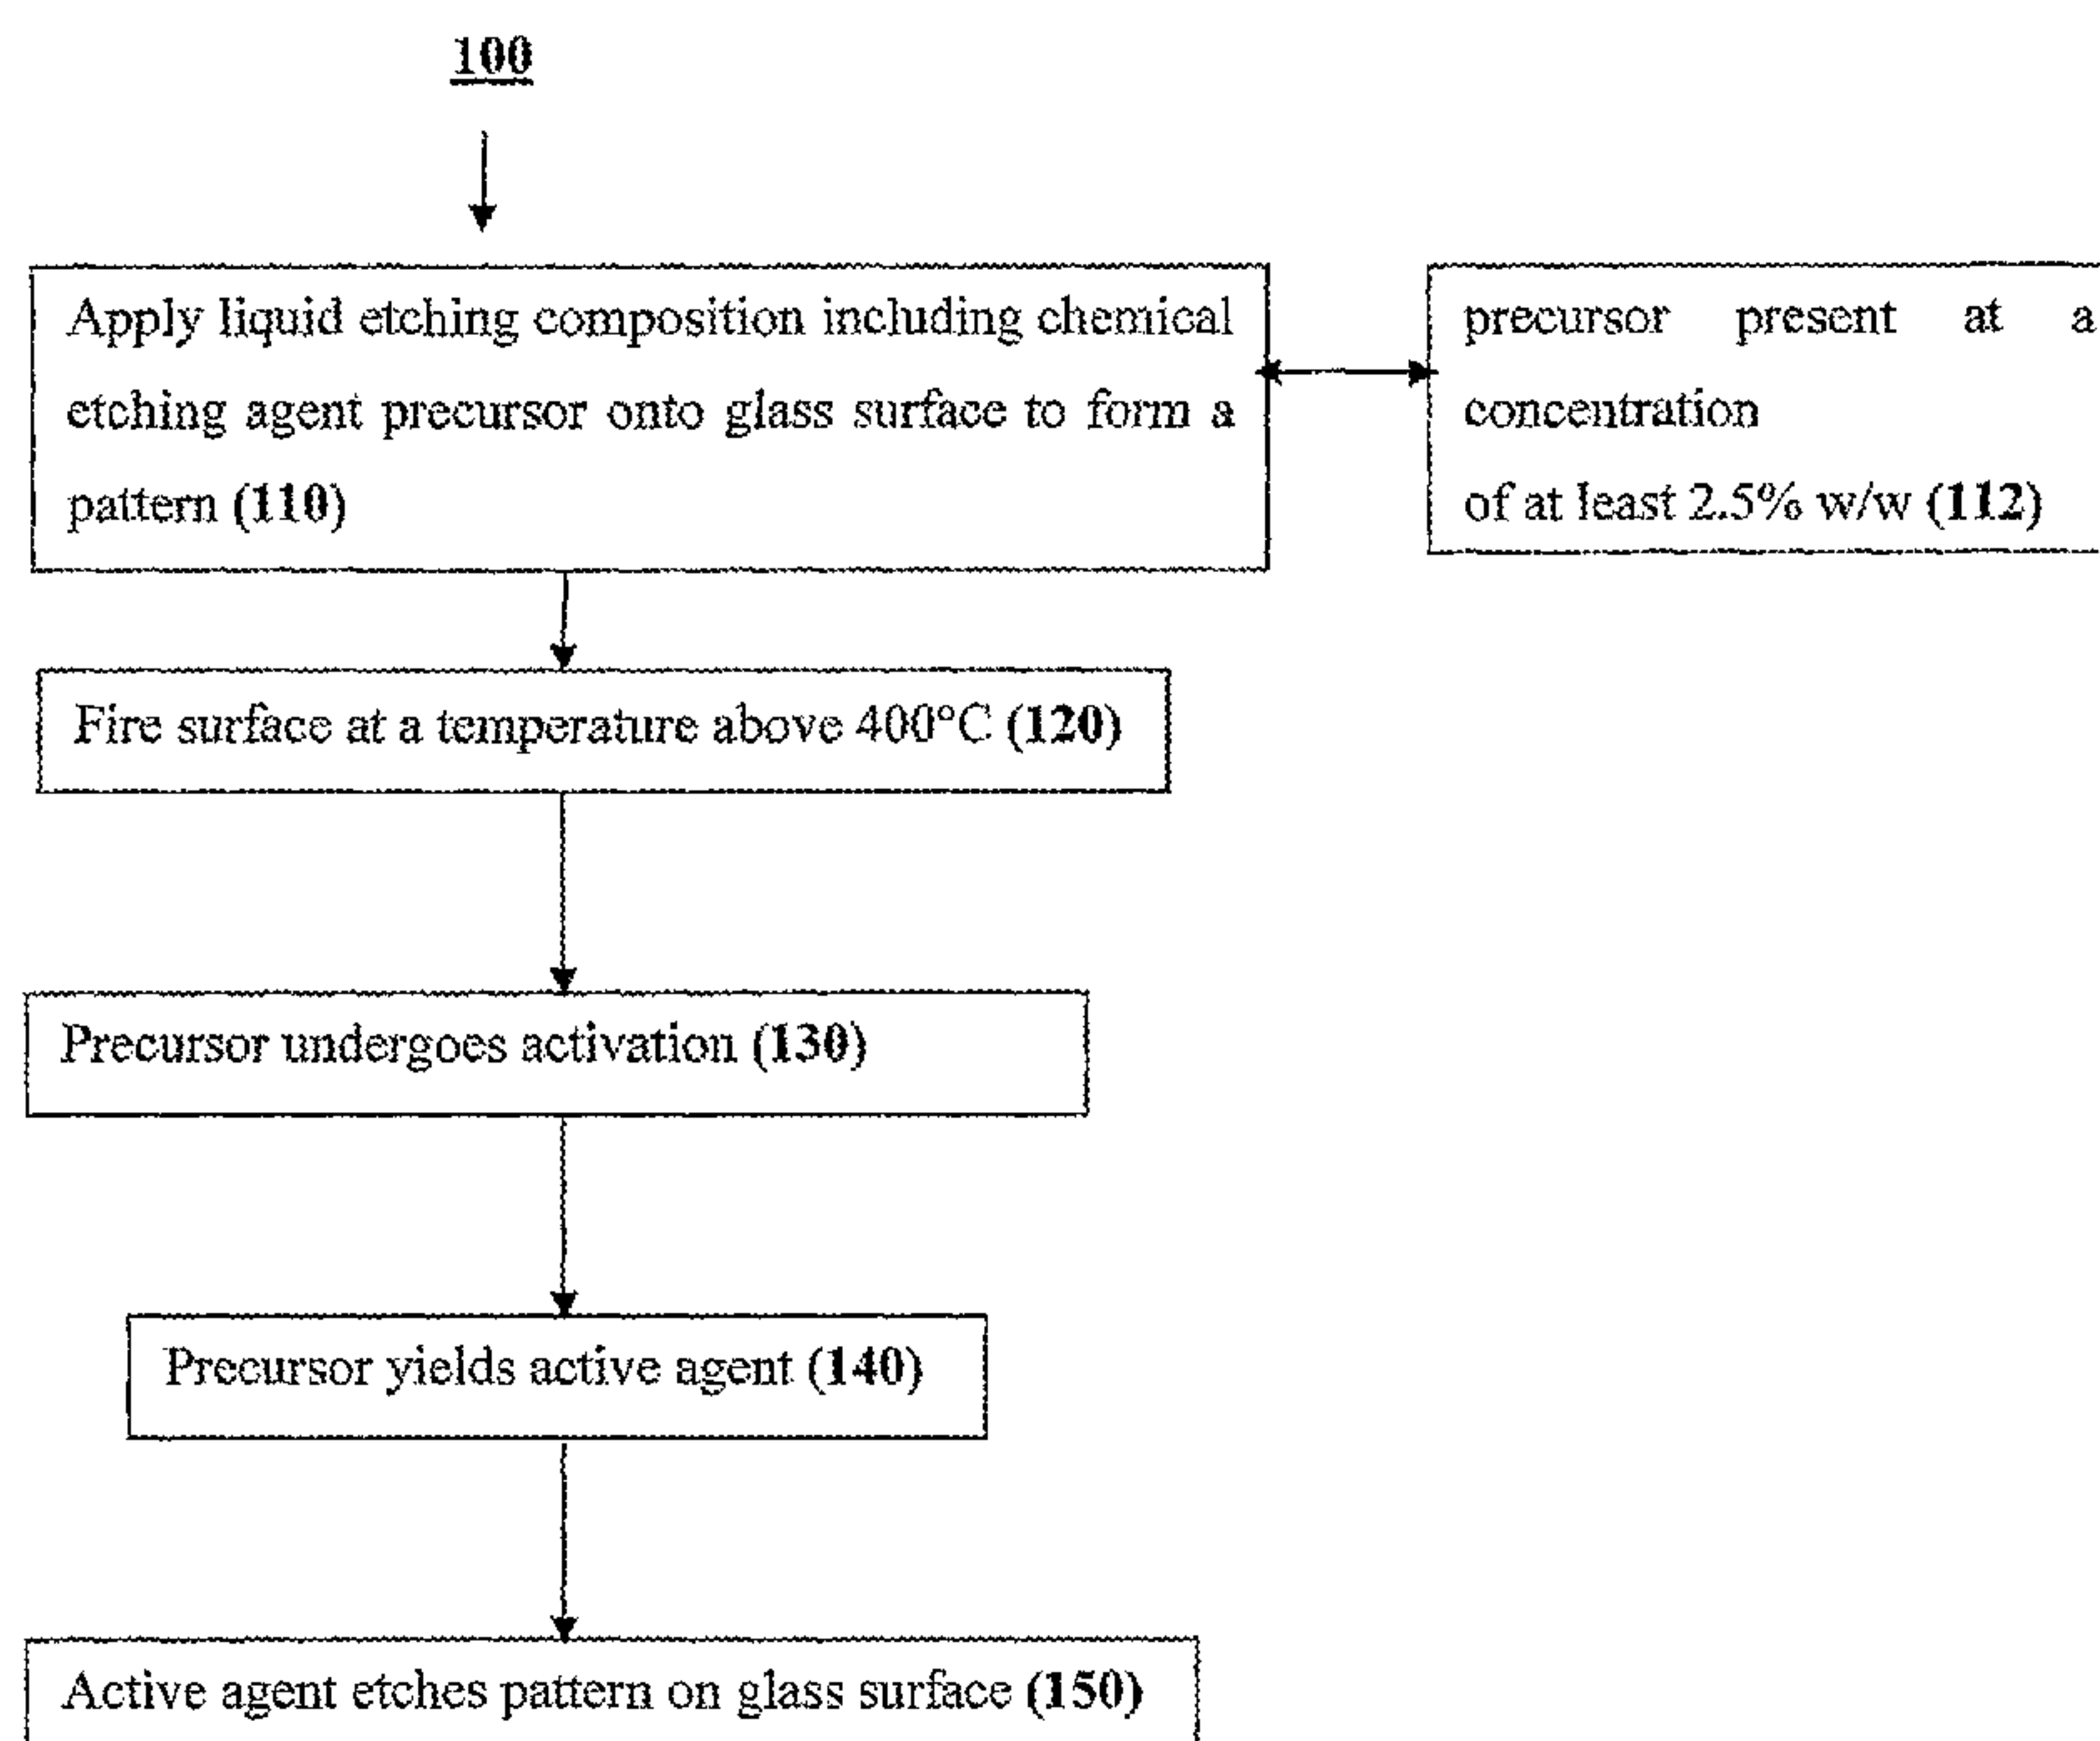 100
Apply liquid etching composition including chemical
etching agent precursor onto glass surface to form a
pattern (110)
precursor present at a
concentration
of at least 2.5% w/w (112)
Fire surface at a temperature above 400°C (120)
Precursor undergoes activation (130)
Precursor yields active agent (140)
Active agent etches pattern on glass surface (150)